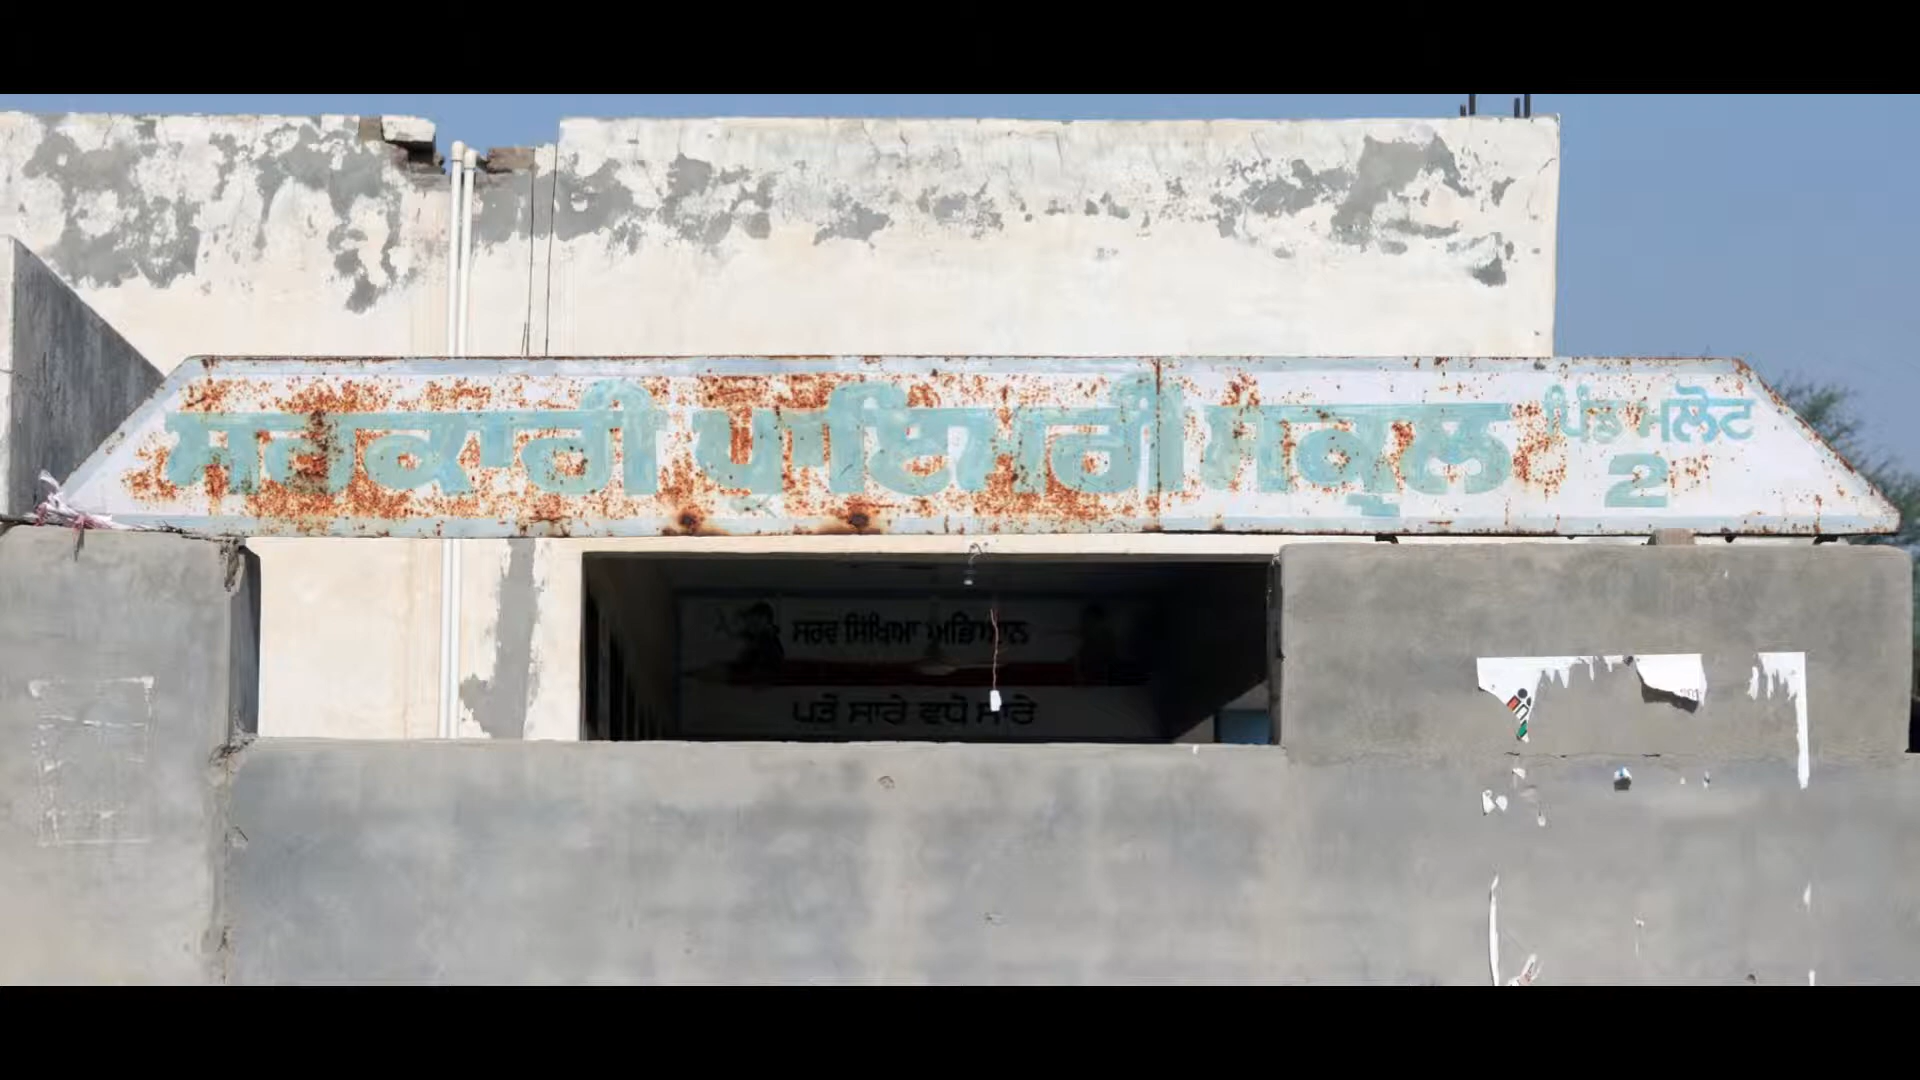 ਸਰਕਾਰੀ ਪ੍ਰਾਇਮਰੀ ਸਕੂਲ ਪਿੰਡ ਮਲੋਟ
2
ਸਰਵ ਸਿੱਖਿਆ ਅਭਿਆਨ
ਪੜੋ ਸਾਰੇ ਵਧੋ ਸਾਰੇ